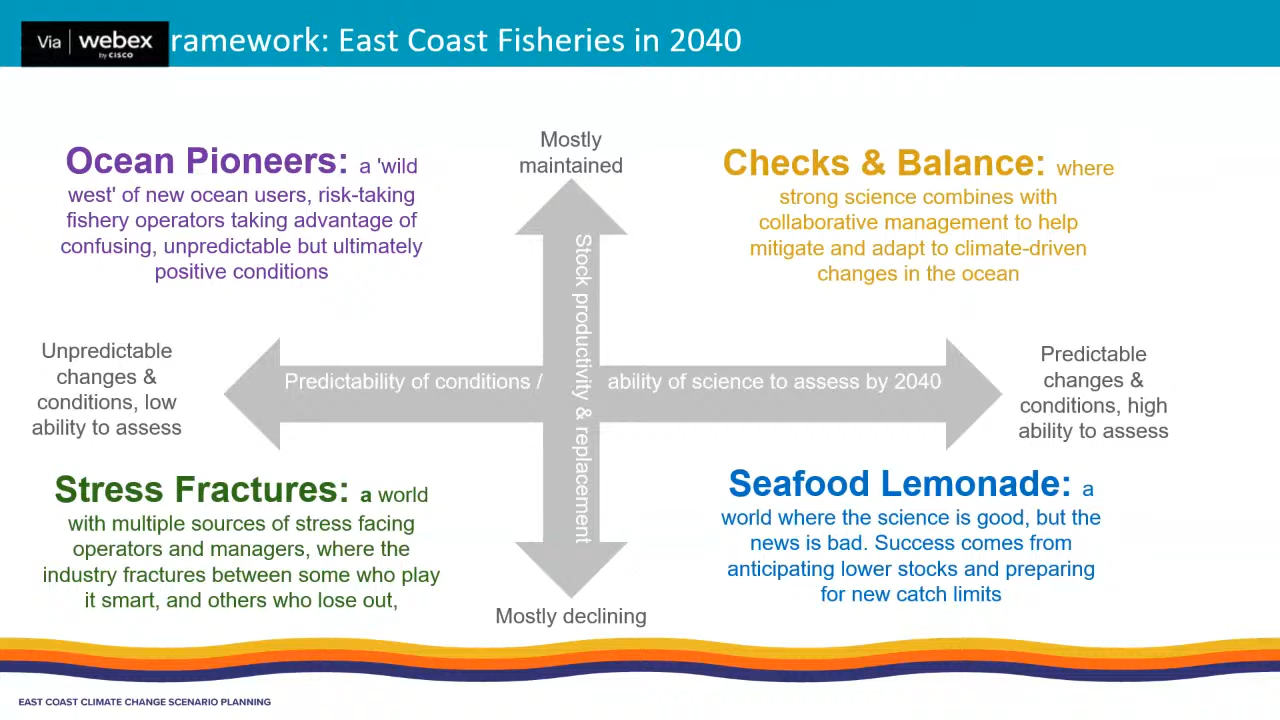 Via webex
by CISCO
ramework: East Coast Fisheries in 2040
Ocean Pioneers: a 'wild
west' of new ocean users, risk-taking
fishery operators taking advantage of
confusing, unpredictable but ultimately
positive conditions
Mostly
maintained
Checks & Balance: where
strong science combines with
collaborative management to help
mitigate and adapt to climate-driven
changes in the ocean
Unpredictable
changes &
conditions, low
ability to assess
Predictability of conditions / ability of science to assess by 2040
Stock productivity & replacement
Predictable
changes &
conditions, high
ability to assess
Stress Fractures: a world
with multiple sources of stress facing
operators and managers, where the
industry fractures between some who play
it smart, and others who lose out,
Seafood Lemonade: a
world where the science is good, but the
news is bad. Success comes from
anticipating lower stocks and preparing
for new catch limits
Mostly declining
EAST COAST CLIMATE CHANGE SCENARIO PLANNING